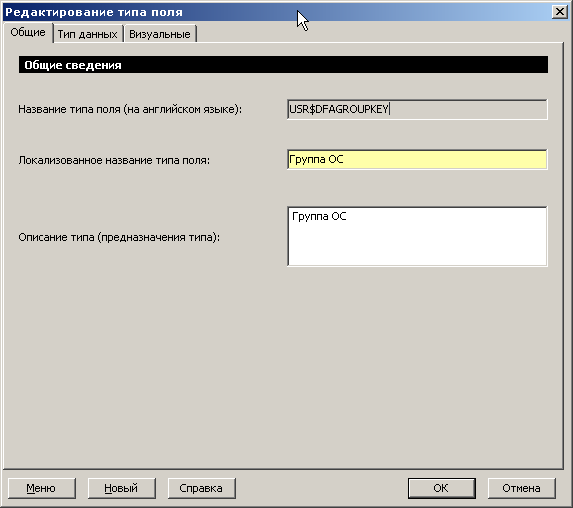 Редактирование типа поля
Общие Тип данных Визуальные
Общие сведения
Название типа поля (на английском языке): USR$DFAGROUPKEY
Локализованное название типа поля: Группа ОС
Группа ОС
Описание типа (предназначения типа):
Меню Новый Справка ОК Отмена